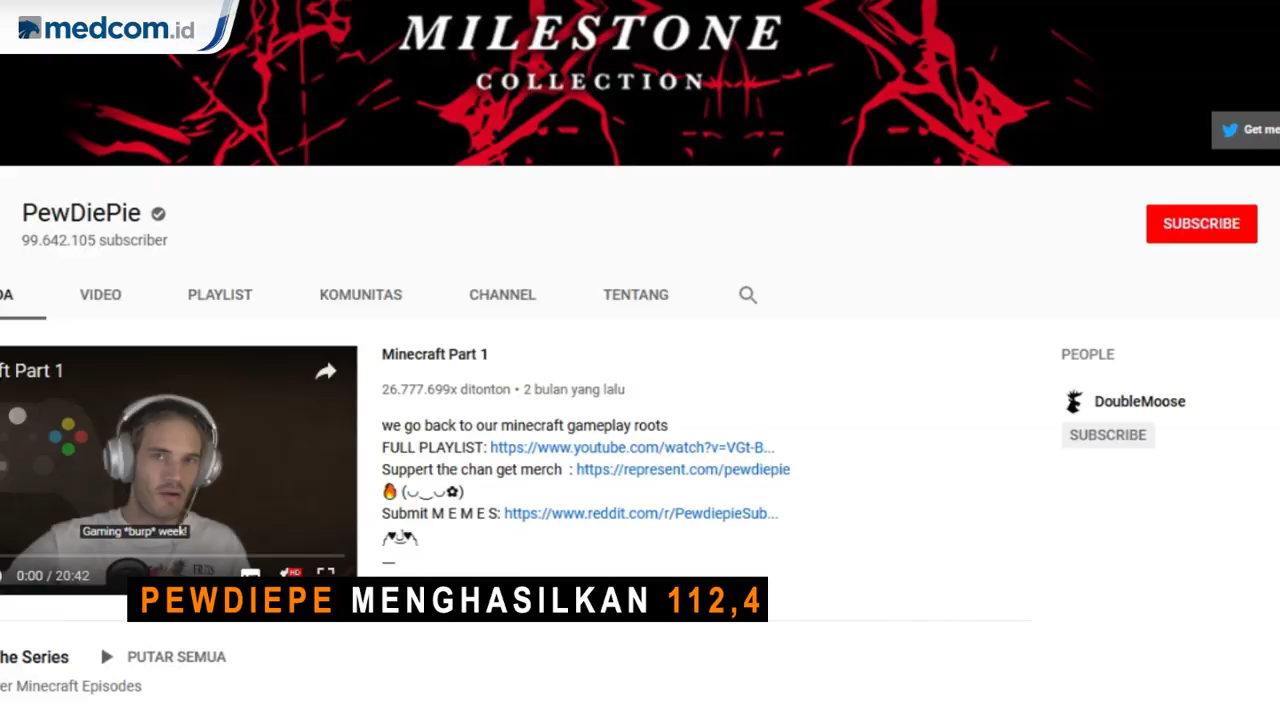 medcom.id
MILESTONE
COLLECTION
Get me
PewDiePie
99.642.105 subscriber
SUBSCRIBE
DA VIDEO PLAYLIST KOMUNITAS CHANNEL TENTANG
ft Part 1
Gaming *burp* week!
0:00 / 20:42
HD
Minecraft Part 1
26.777.699x ditonton • 2 bulan yang lalu
we go back to our minecraft gameplay roots
FULL PLAYLIST: https://www.youtube.com/watch?v=VGt-B...
Suppert the chan get merch : https://represent.com/pewdiepie
🔥 (◡‿◡✿)
Submit M E M E S: https://www.reddit.com/r/PewdiepieSub...
—
PEOPLE
DoubleMoose
SUBSCRIBE
PEWDIEPE MENGHASILKAN 112,4
he Series PUTAR SEMUA
er Minecraft Episodes